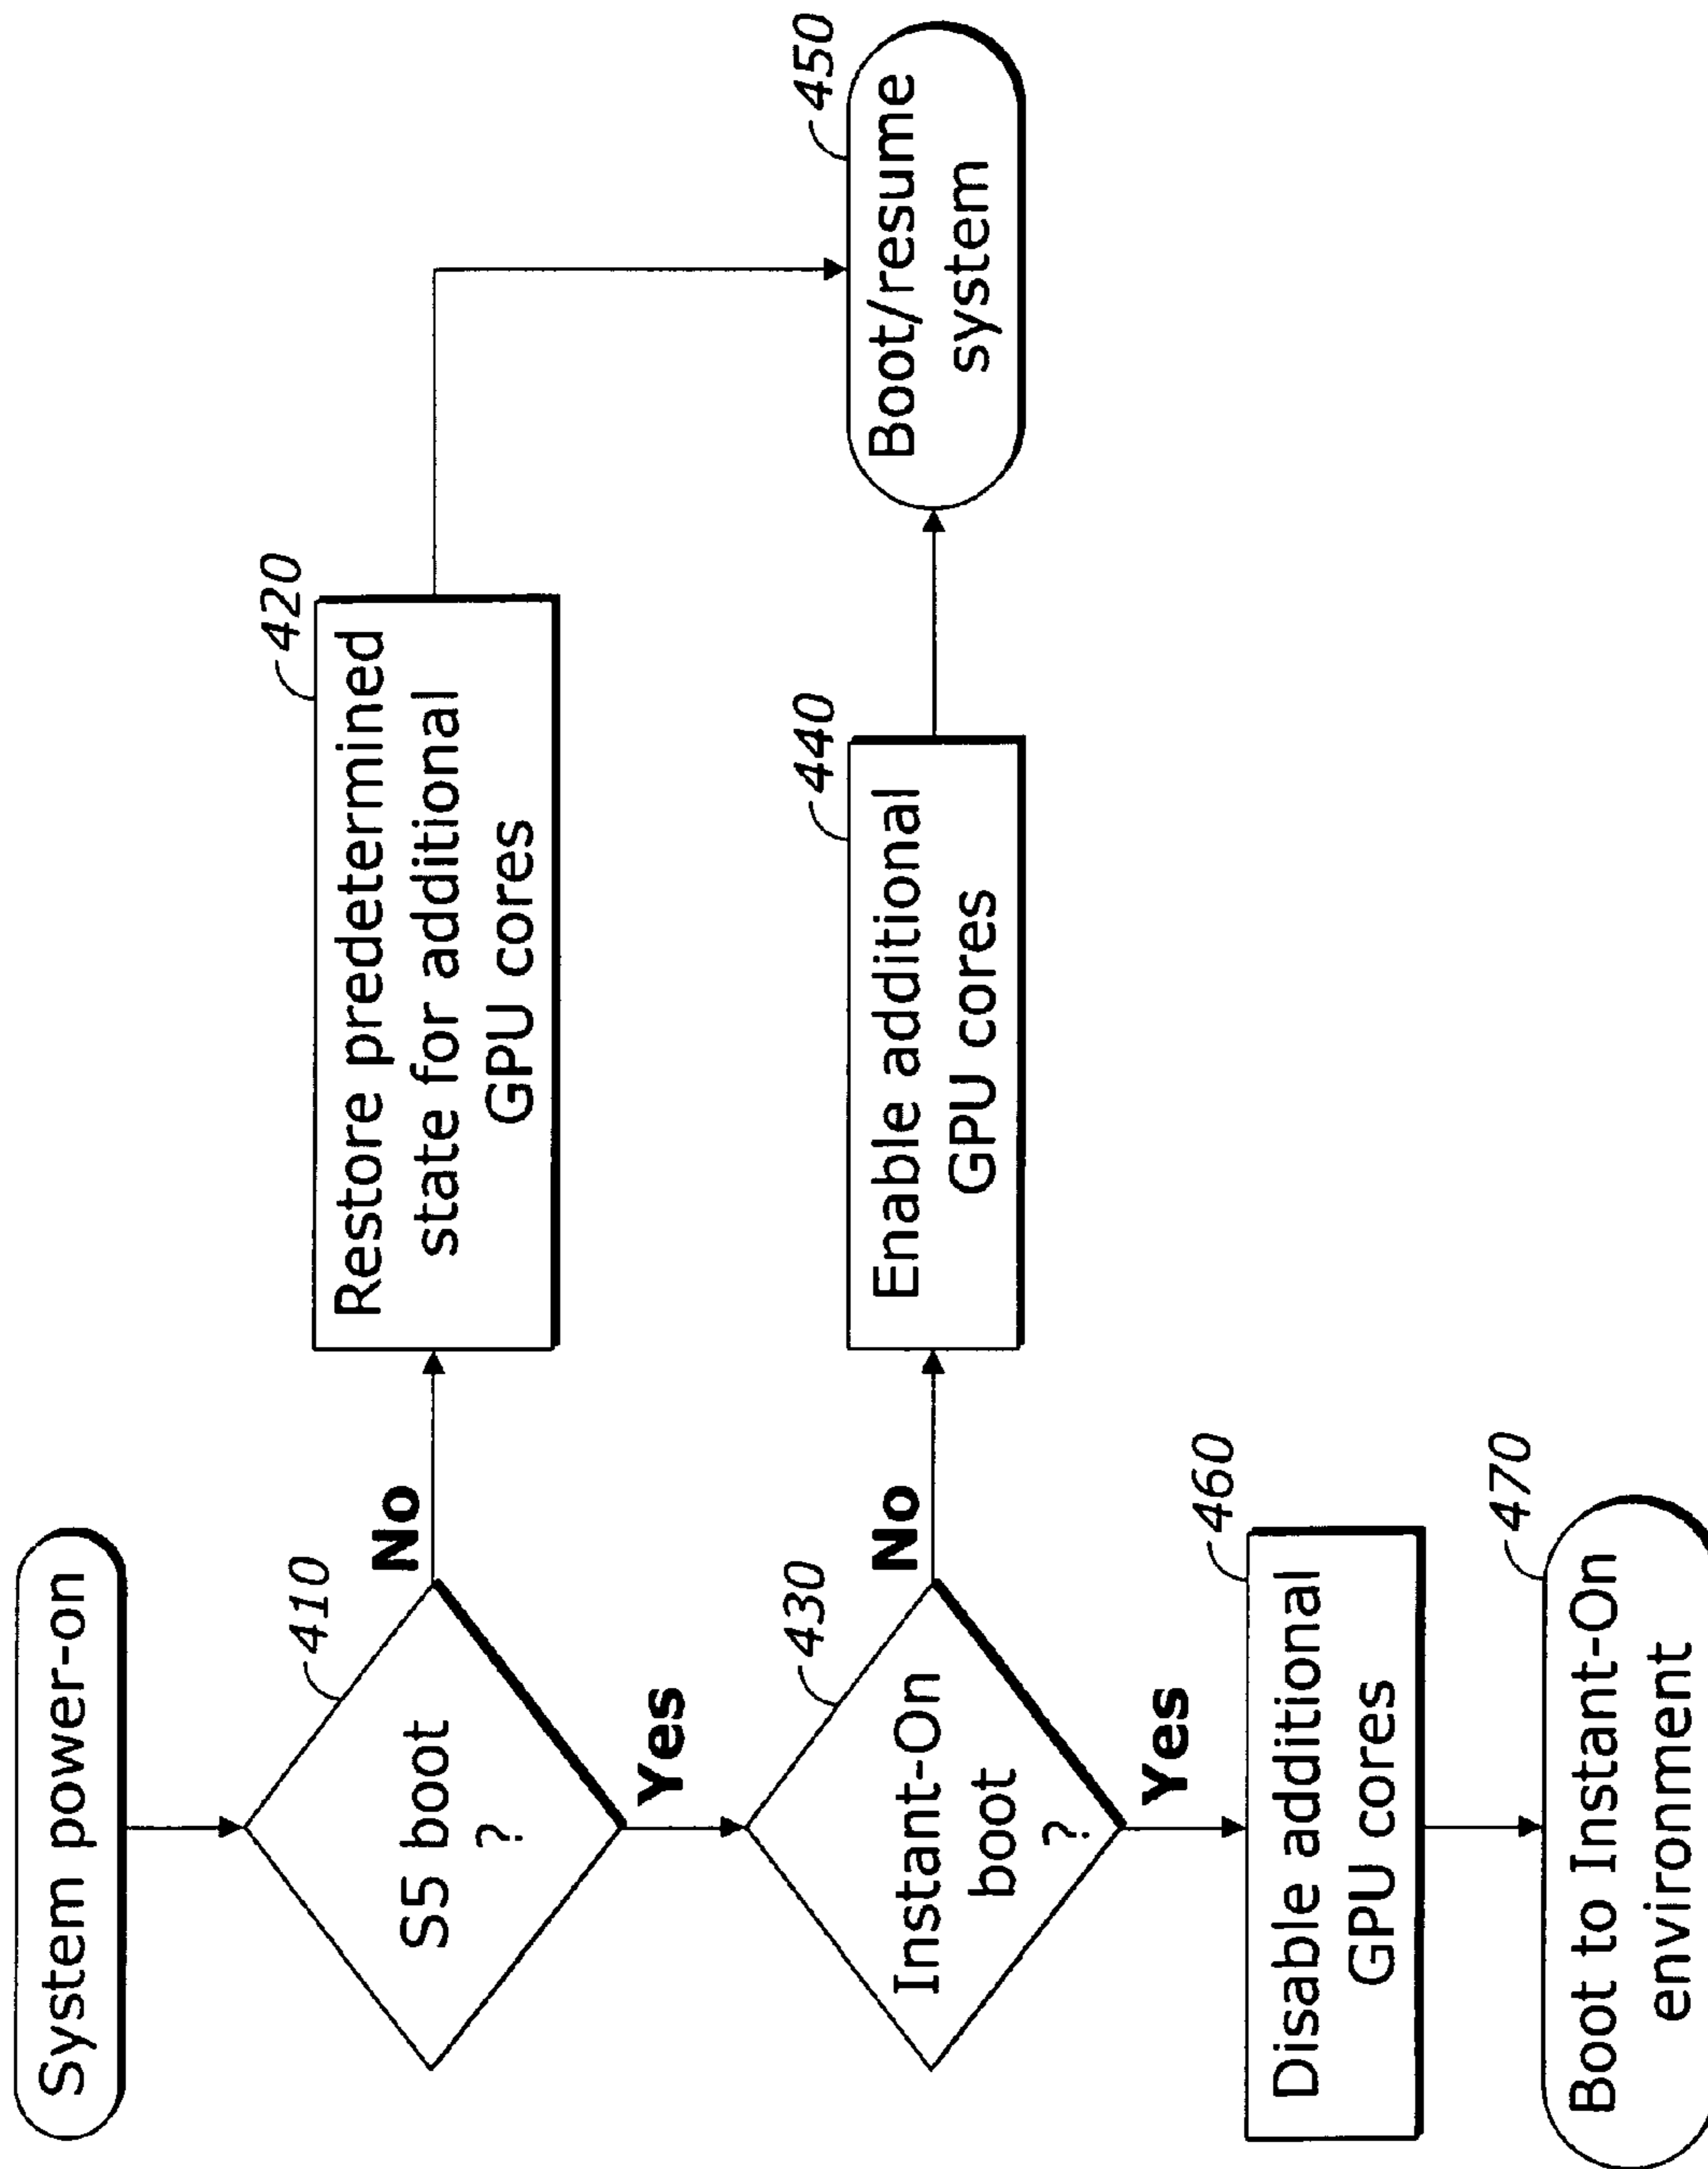 System power-on
410
S5 boot
?
No
420
Restore predetermined
state for additional
GPU cores
Yes
430
Instant-On
boot
?
No
440
Enable additional
GPU cores
450
Boot/resume
system
Yes
460
Disable additional
GPU cores
470
Boot to Instant-On
environment